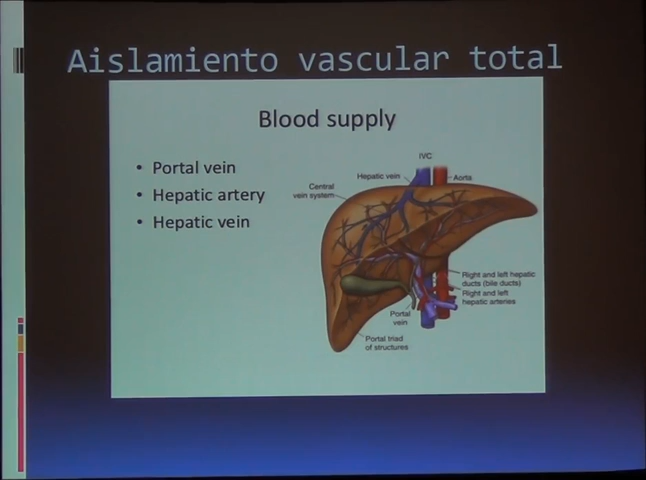 Aislamiento vascular total
Blood supply
• Portal vein
• Hepatic artery
• Hepatic vein
IVC
Hepatic vein
Aorta
Central
vein system
Right and left hepatic
ducts (bile ducts)
Right and left
hepatic arteries
Portal
vein
Portal triad
of structures